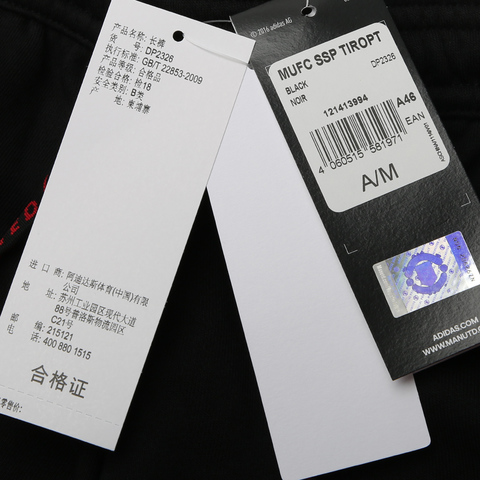 产品名称: 长裤
货 号: DP2326
执行标准: GB/T 22853-2009
产品等级: 合格品
检验合格: 检18
安全类别: B类
产 地: 柬埔寨
进 口 商: 阿迪达斯体育(中国)有限
公司
地 址: 苏州工业园区现代大道
88号普洛斯物流园区
C21号
邮 编: 215121
电 话: 400 880 1515
合格证
零售价:
© 2016 adidas AG
MUFC SSP TIROPT
BLACK
NOIR
DP2326
121413994
A46
4 060515 581971
EAN
A/M
ADIDAS.COM
WWW.MANUTD.C